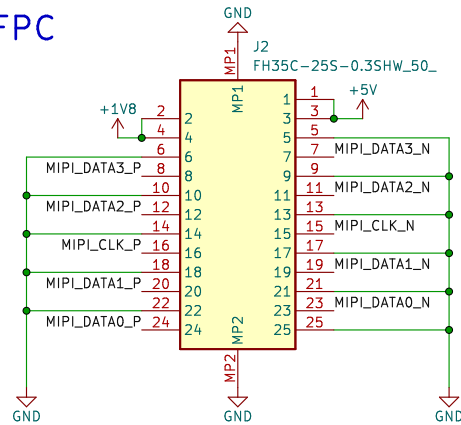 FPC
GND
MP1
J2
FH35C-25S-0.3SHW_50_
MP1
+1V8
+5V
1
1
2
2
3
3
4
4
5
5
6
6
7
7
MIPI_DATA3_N
MIPI_DATA3_P
8
8
9
9
10
10
11
11
MIPI_DATA2_N
MIPI_DATA2_P
12
12
13
13
14
14
15
15
MIPI_CLK_N
MIPI_CLK_P
16
16
17
17
18
18
19
19
MIPI_DATA1_N
MIPI_DATA1_P
20
20
21
21
22
22
23
23
MIPI_DATA0_N
MIPI_DATA0_P
24
24
25
25
MP2
MP2
GND
GND
GND